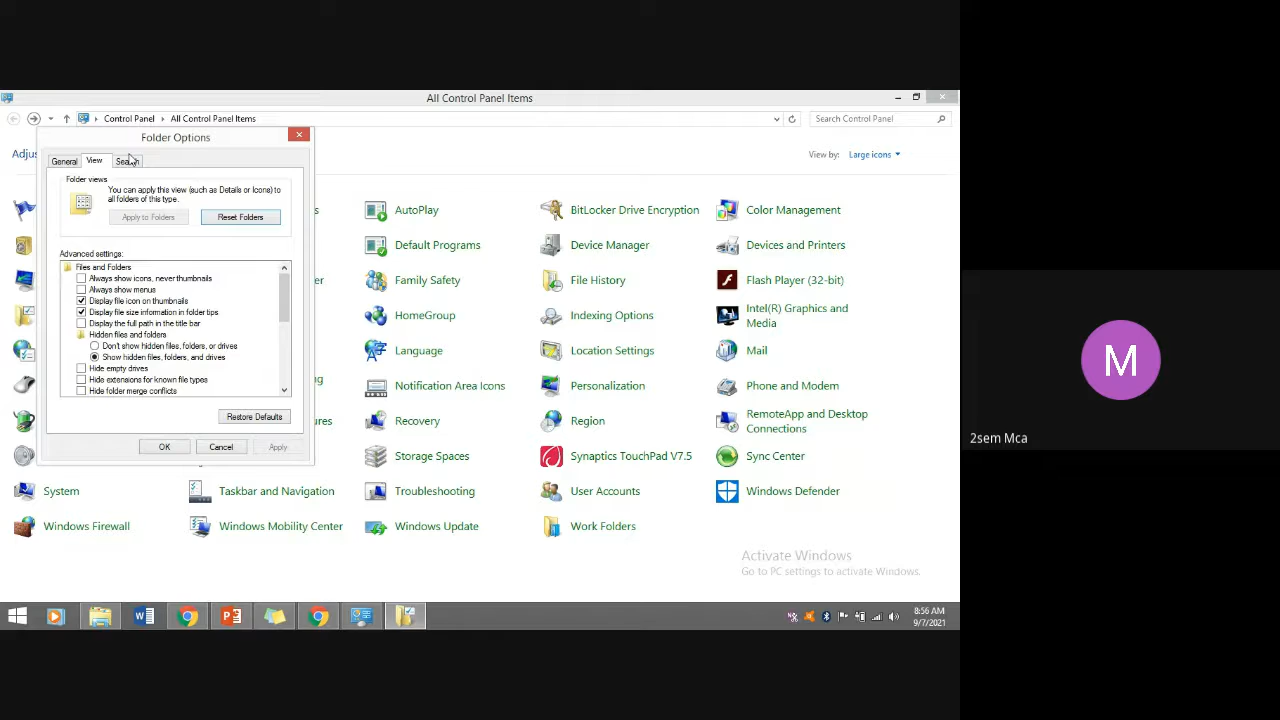 All Control Panel Items
Control Panel
All Control Panel Items
Search Control Panel
Folder Options
Adjus
View by:
Large icons
General
View
Search
Folder views
You can apply this view (such as Details or Icons) to
all folders of this type.
Apply to Folders
Reset Folders
Advanced settings:
Files and Folders
Always show icons, never thumbnails
Always show menus
Display file icon on thumbnails
Display file size information in folder tips
Display the full path in the title bar
Hidden files and folders
Don't show hidden files, folders, or drives
Show hidden files, folders, and drives
Hide empty drives
Hide extensions for known file types
Hide folder merge conflicts
Restore Defaults
OK
Cancel
Apply
s
AutoPlay
BitLocker Drive Encryption
Color Management
Default Programs
Device Manager
Devices and Printers
er
Family Safety
File History
Flash Player (32-bit)
HomeGroup
Indexing Options
Intel(R) Graphics and
Media
Language
Location Settings
Mail
ng
Notification Area Icons
Personalization
Phone and Modem
ures
Recovery
Region
RemoteApp and Desktop
Connections
Storage Spaces
Synaptics TouchPad V7.5
Sync Center
System
Taskbar and Navigation
Troubleshooting
User Accounts
Windows Defender
Windows Firewall
Windows Mobility Center
Windows Update
Work Folders
Activate Windows
Go to PC settings to activate Windows.
8:56 AM
9/7/2021
M
2sem Mca